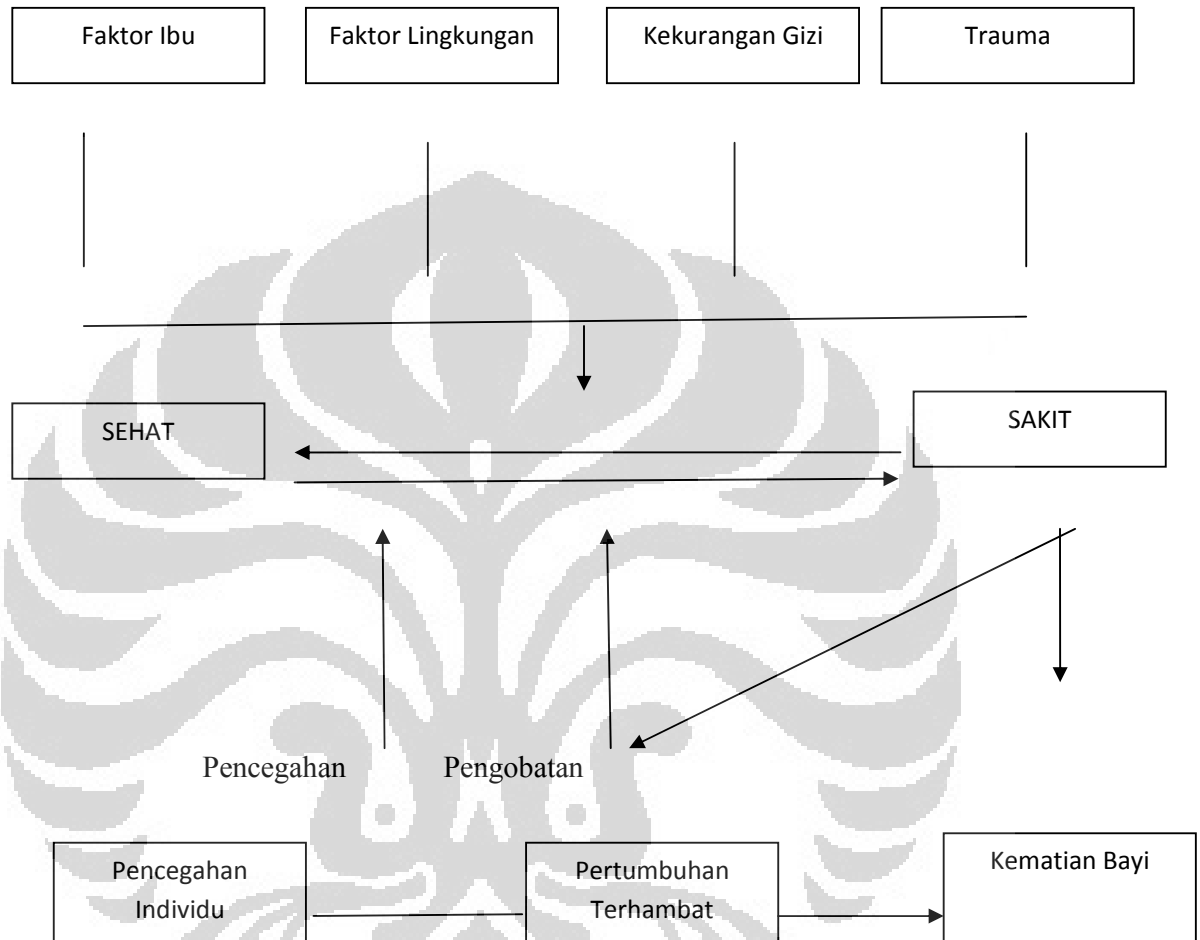 Faktor Ibu
Faktor Lingkungan
Kekurangan Gizi
Trauma
SEHAT
SAKIT
Pencegahan
Pengobatan
Pencegahan
Individu
Pertumbuhan
Terhambat
Kematian Bayi